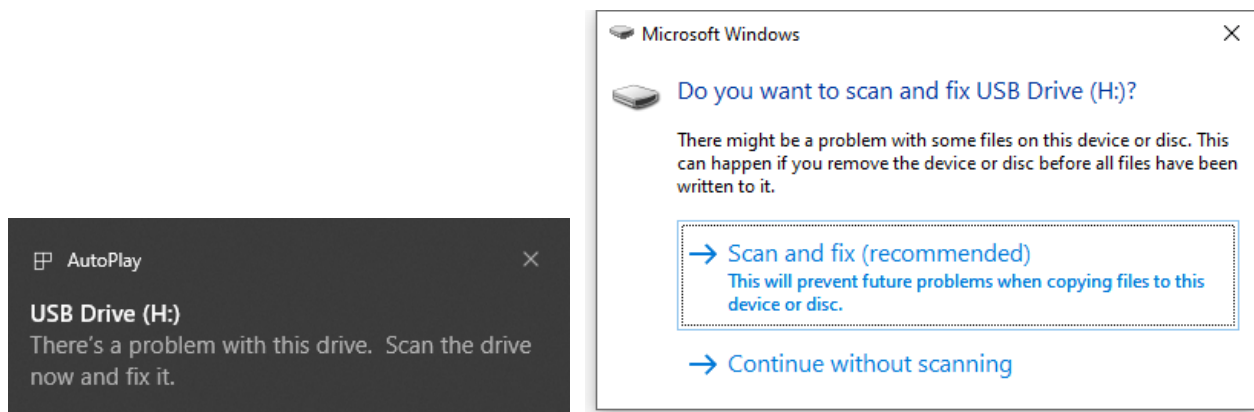 AutoPlay
USB Drive (H:)
There's a problem with this drive. Scan the drive
now and fix it.
Microsoft Windows
Do you want to scan and fix USB Drive (H:)?
There might be a problem with some files on this device or disc. This
can happen if you remove the device or disc before all files have been
written to it.
Scan and fix (recommended)
This will prevent future problems when copying files to this
device or disc.
Continue without scanning